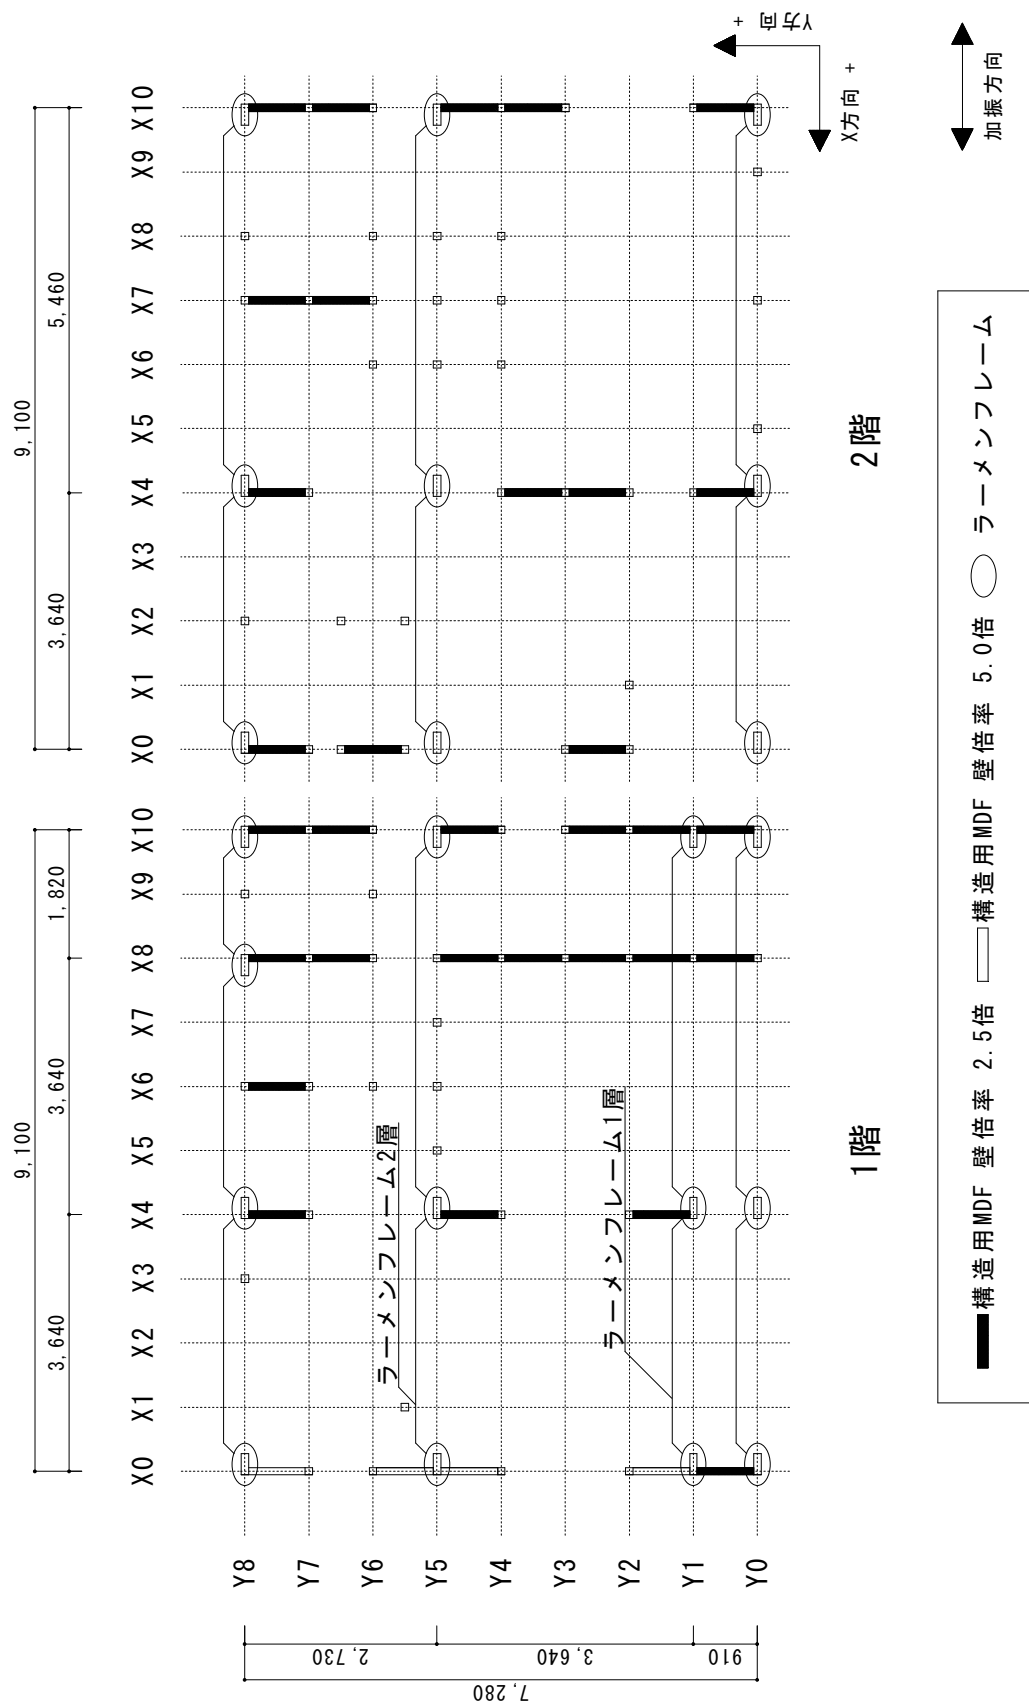 9,100
3,640
5,460
X0 X1 X2 X3 X4 X5 X6 X7 X8 X9 X10
2階
9,100
3,640
3,640
1,820
X0 X1 X2 X3 X4 X5 X6 X7 X8 X9 X10
ラーメンフレーム2層
ラーメンフレーム1層
1階
Y8
Y7
Y6
Y5
Y4
Y3
Y2
Y1
Y0
2,730
3,640
910
7,280
Y方向 +
X方向 +
加振方向
構造用MDF 壁倍率 2.5倍 構造用MDF 壁倍率 5.0倍 ラーメンフレーム